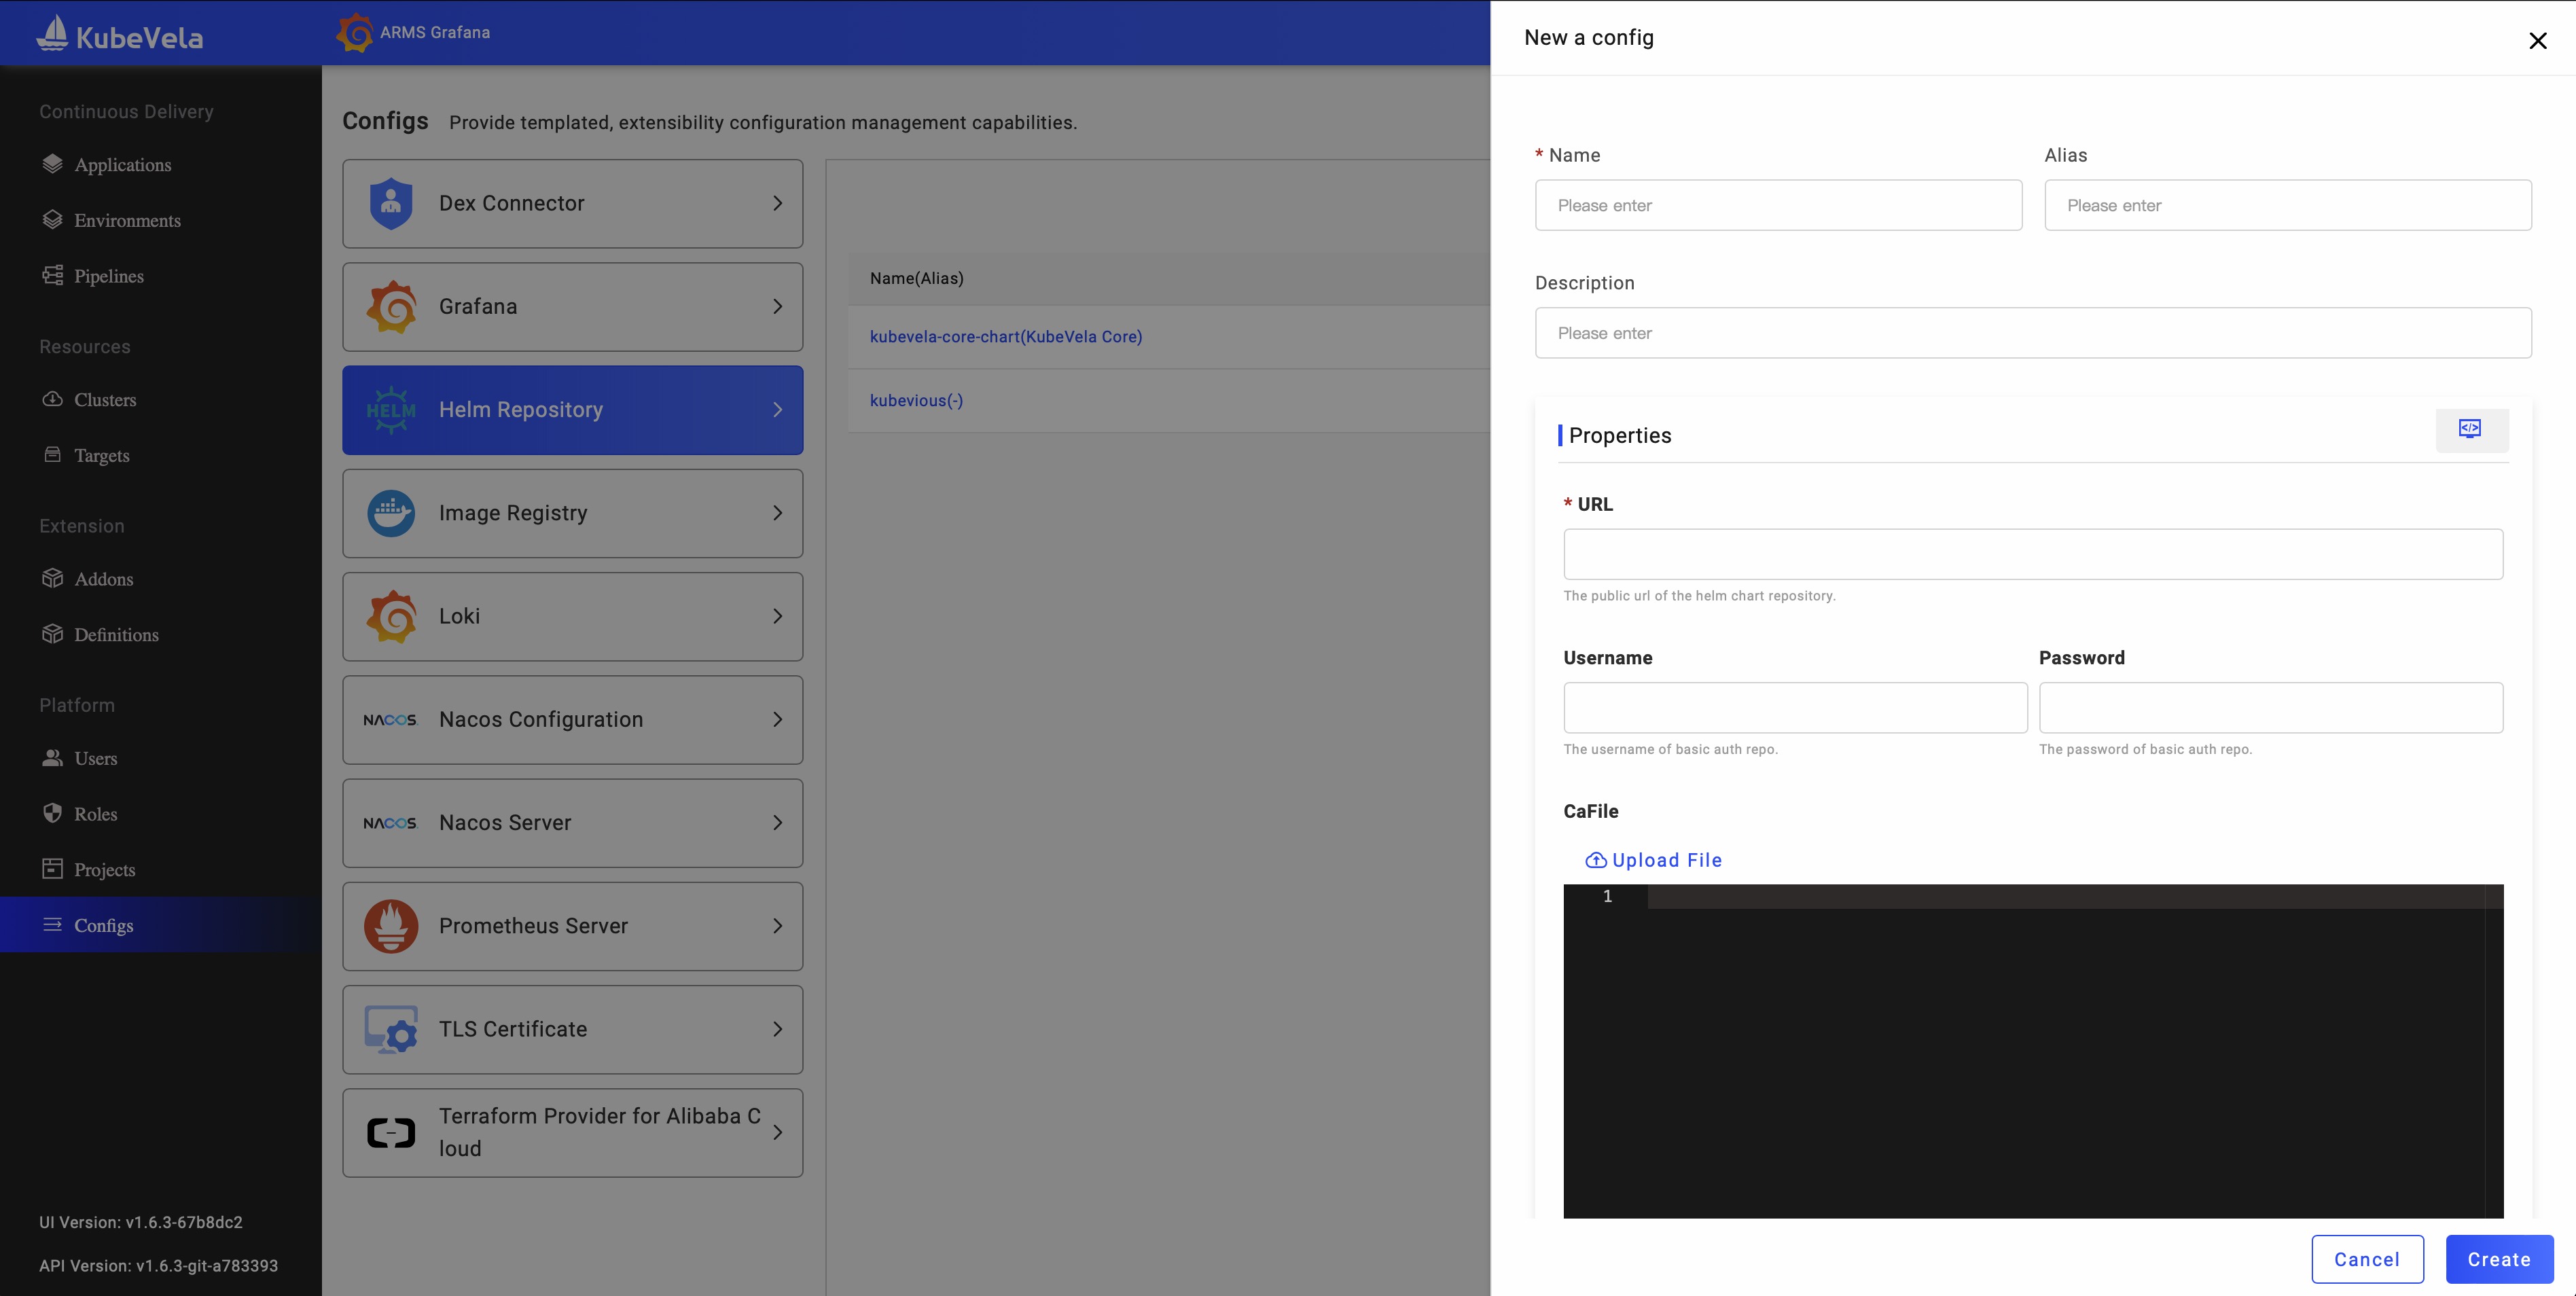 KubeVela
ARMS Grafana
Continuous Delivery
Applications
Environments
Pipelines
Resources
Clusters
Targets
Extension
Addons
Definitions
Platform
Users
Roles
Projects
Configs
UI Version: v1.6.3-67b8dc2
API Version: v1.6.3-git-a783393
Configs Provide templated, extensibility configuration management capabilities.
Dex Connector
Grafana
HELM Helm Repository
Image Registry
Loki
NACOS Nacos Configuration
NACOS Nacos Server
Prometheus Server
TLS Certificate
Terraform Provider for Alibaba C
loud
Name(Alias)
kubevela-core-chart(KubeVela Core)
kubevious(-)
New a config
* Name
Please enter
Alias
Please enter
Description
Please enter
Properties
* URL
The public url of the helm chart repository.
Username
The username of basic auth repo.
Password
The password of basic auth repo.
CaFile
Upload File
1
Cancel
Create